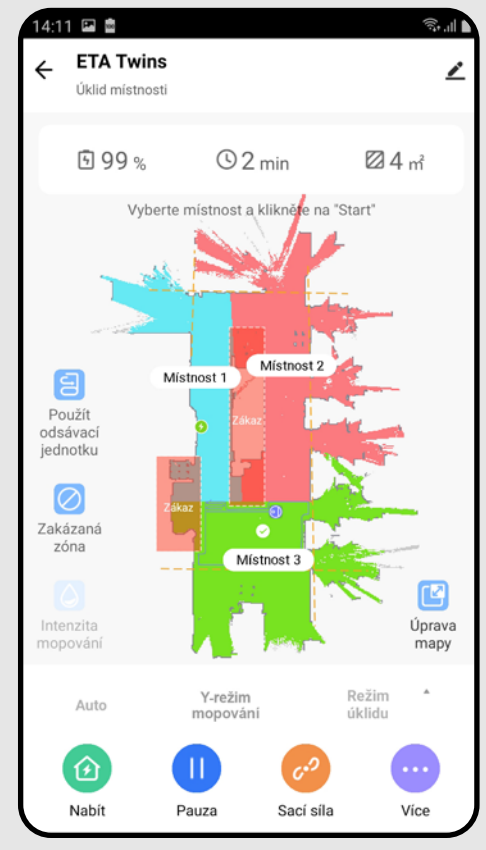 14:11
ETA Twins
Úklid místnosti
99 %
2 min
4 ㎡
Vyberte místnost a klikněte na "Start"
Místnost 1
Místnost 2
Zákaz
Zákaz
Místnost 3
Použít
odsávací
jednotku
Zakázaná
zóna
Intenzita
mopování
Úprava
mapy
Auto
Y-režim
mopování
Režim
úklidu
Nabít
Pauza
Sací síla
Více